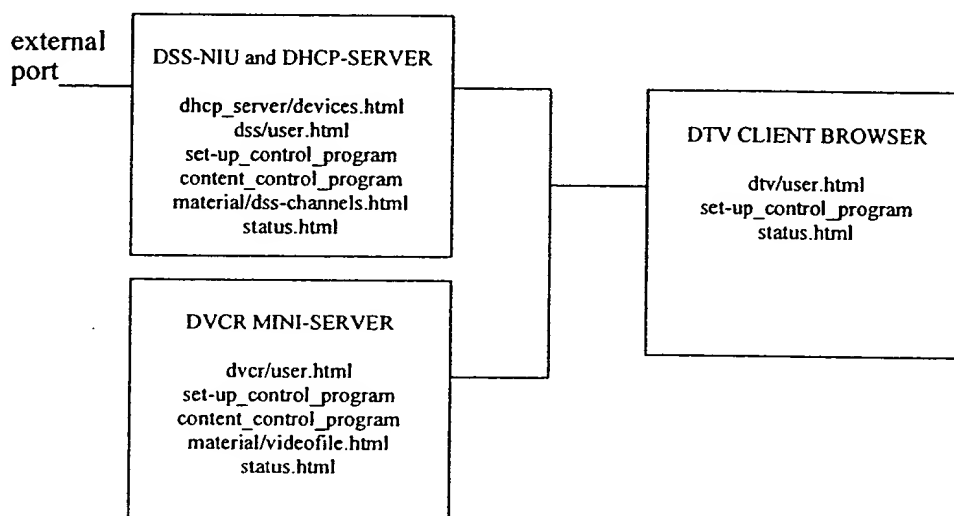 external
port
DSS-NIU and DHCP-SERVER
dhcp_server/devices.html
dss/user.html
set-up_control_program
content_control_program
material/dss-channels.html
status.html
DVCR MINI-SERVER
dvcr/user.html
set-up_control_program
content_control_program
material/videofile.html
status.html
DTV CLIENT BROWSER
dtv/user.html
set-up_control_program
status.html